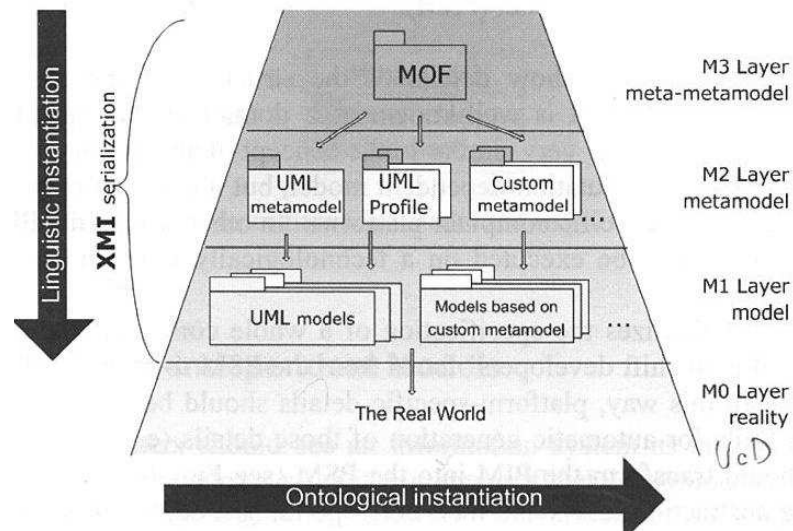 Linguistic instantiation
XMI serialization
MOF
M3 Layer
meta-metamodel
UML
metamodel
UML
Profile
Custom
metamodel
...
M2 Layer
metamodel
UML models
Models based on
custom metamodel
...
M1 Layer
model
The Real World
M0 Layer
reality
UcD
Ontological instantiation